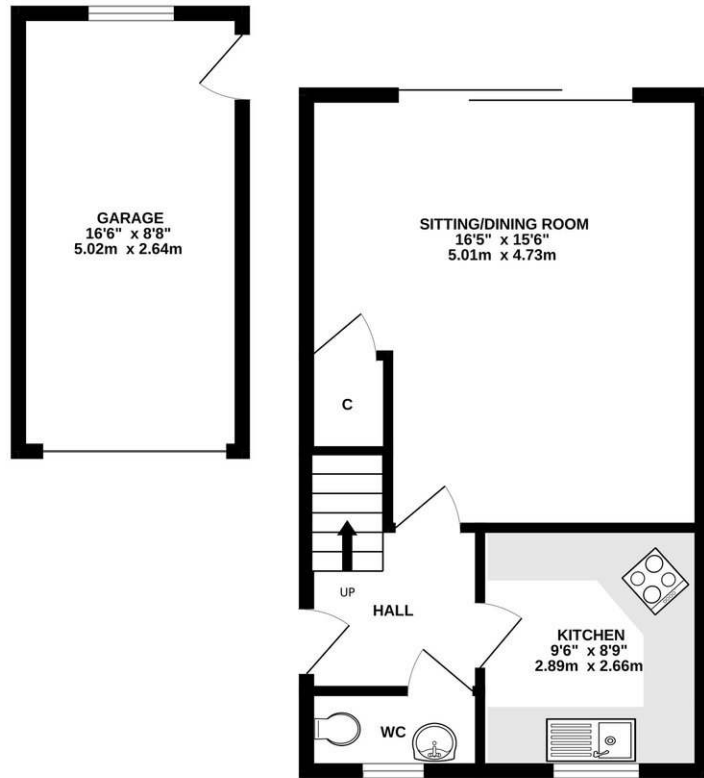 GARAGE
16'6" x 8'8"
5.02m x 2.64m
SITTING/DINING ROOM
16'5" x 15'6"
5.01m x 4.73m
C
UP
HALL
KITCHEN
9'6" x 8'9"
2.89m x 2.66m
WC